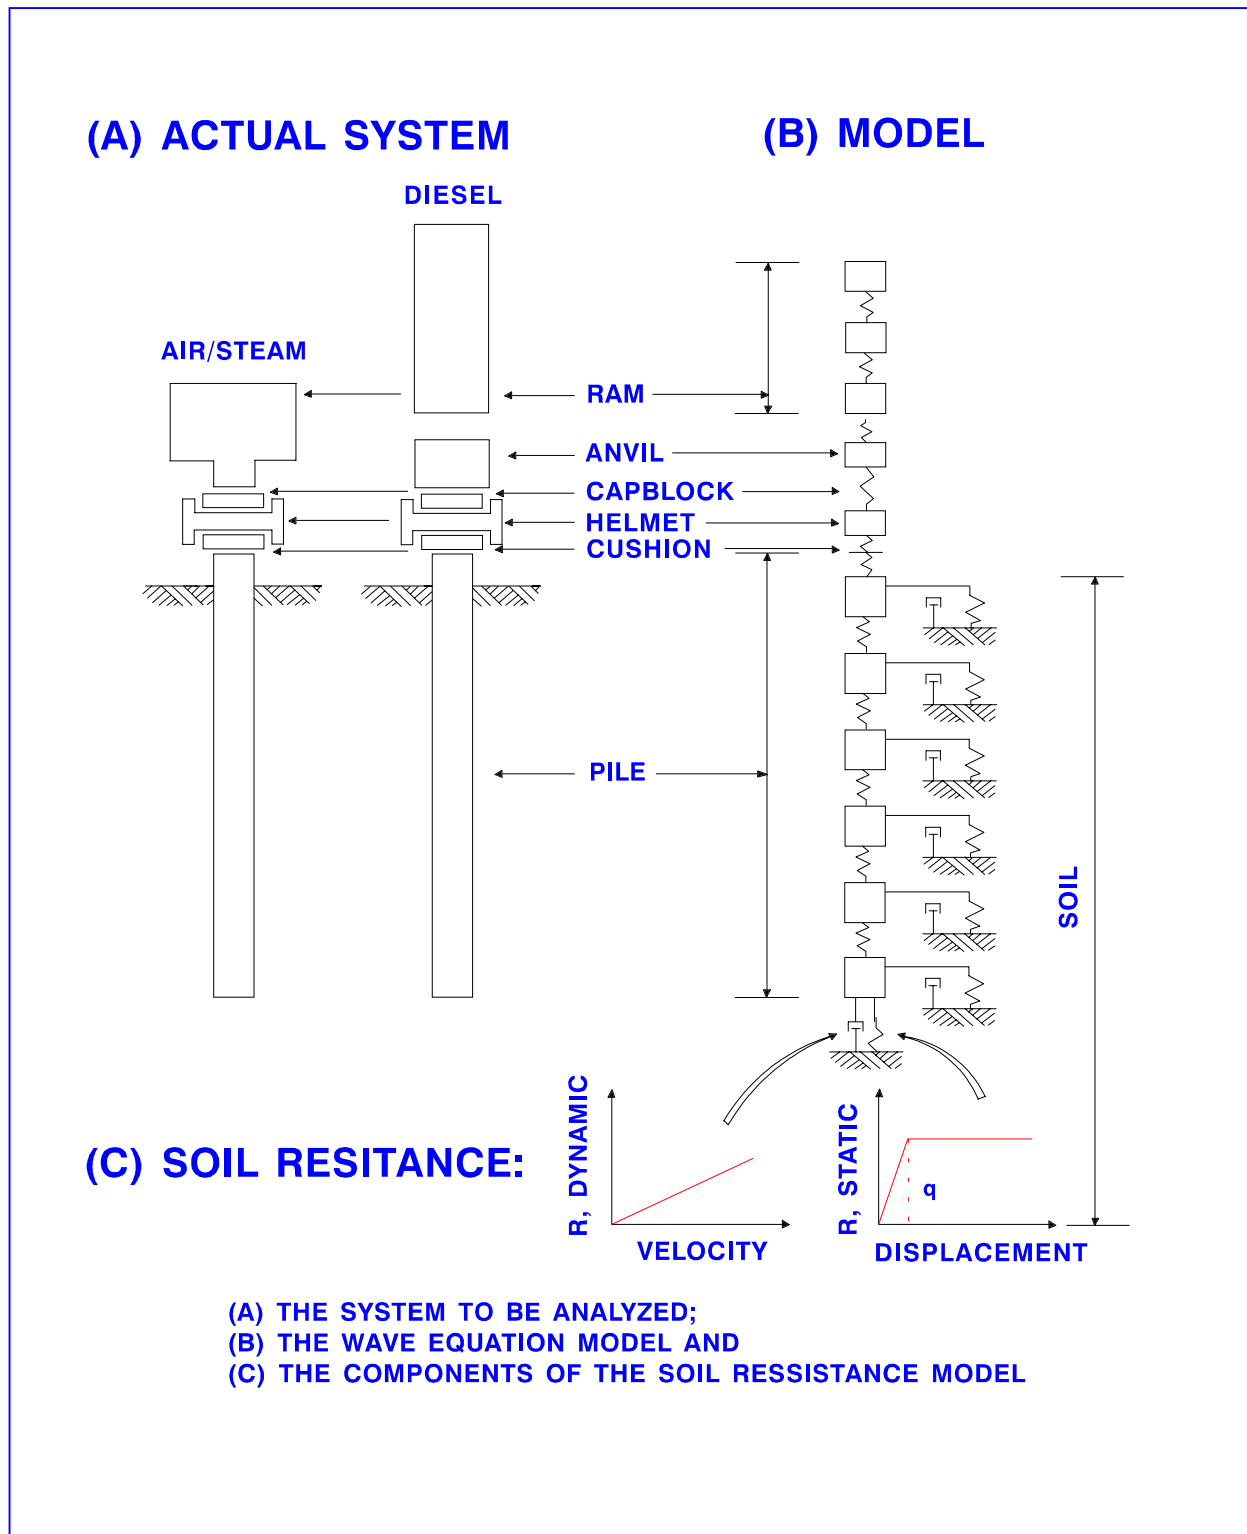 (A) ACTUAL SYSTEM
(B) MODEL
DIESEL
AIR/STEAM
RAM
ANVIL
CAPBLOCK
HELMET
CUSHION
PILE
SOIL
(C) SOIL RESITANCE:
R, DYNAMIC
VELOCITY
R, STATIC
q
DISPLACEMENT
(A) THE SYSTEM TO BE ANALYZED;
(B) THE WAVE EQUATION MODEL AND
(C) THE COMPONENTS OF THE SOIL RESSISTANCE MODEL